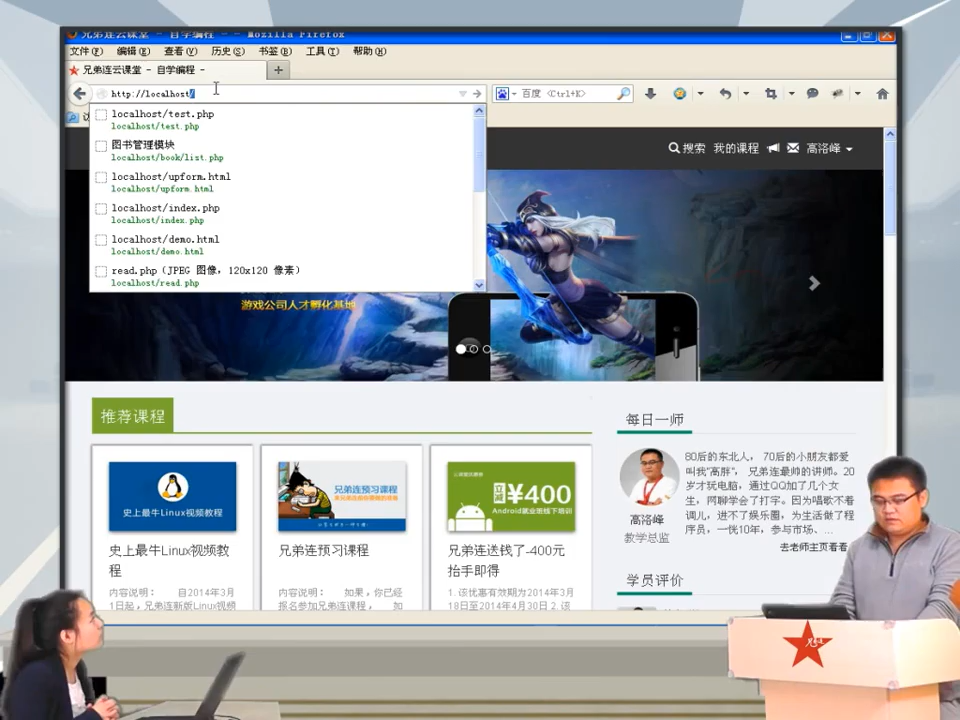 兄弟连云课堂 - 自学编程 - - Mozilla Firefox
文件(F) 编辑(E) 查看(V) 历史(S) 书签(B) 工具(T) 帮助(H)
兄弟连云课堂 - 自学编程 -
http://localhost/
百度 <Ctrl+K>
localhost/test.php
localhost/test.php
图书管理模块
localhost/book/list.php
localhost/upform.html
localhost/upform.html
localhost/index.php
localhost/index.php
localhost/demo.html
localhost/demo.html
read.php (JPEG 图像, 120x120 像素)
localhost/read.php
搜索 我的课程 高洛峰
游戏公司人才孵化基地
推荐课程
史上最牛Linux视频教程
兄弟连预习课程
立减 ¥400
Android就业班线下培训
史上最牛Linux视频教
程
内容说明: 自2014年3
月1日起,兄弟连新版Linux视频
兄弟连预习课程
内容说明: 如果,你已经
报名参加兄弟连课程, 如
兄弟连送钱了-400元
抬手即得
1. 该优惠有效期为2014年3
月18日至2014年4月30日 2. 该
每日一师
80后的东北人, 70后的小朋友都爱
叫我"高胖", 兄弟连最帅的讲师。20
岁才玩电脑, 通过QQ加了几个女
生, 网聊学会了打字。因为唱歌不着
调儿, 进不了娱乐圈, 为生活做了程
序员, 一恍10年, 参与市场、...
高洛峰
教学总监
去老师主页看看
学员评价